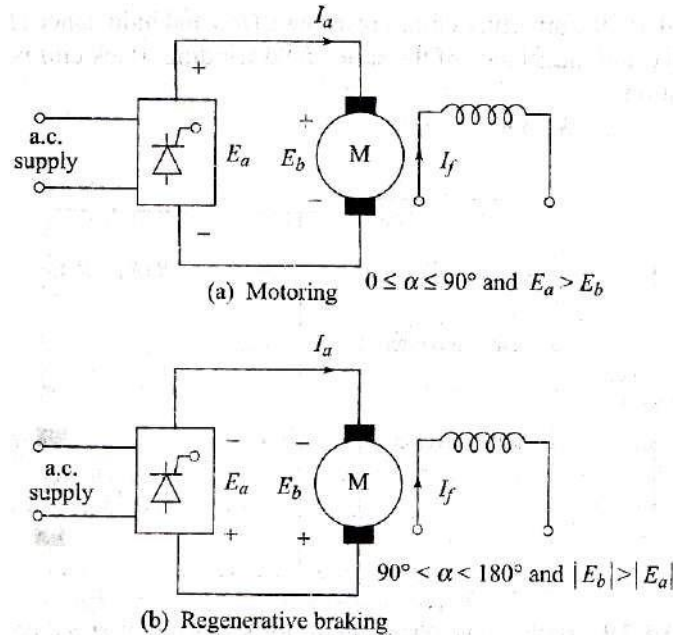 I_a
+
+
a.c.
supply
E_a
E_b
M
I_f
−
−
(a) Motoring
0 ≤ α ≤ 90° and E_a > E_b
I_a
−
−
a.c.
supply
E_a
E_b
M
I_f
+
+
90° < α < 180° and |E_b| > |E_a|
(b) Regenerative braking